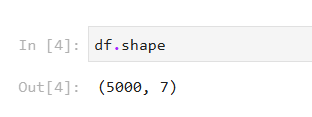 In [4]: df.shape
Out[4]: (5000, 7)